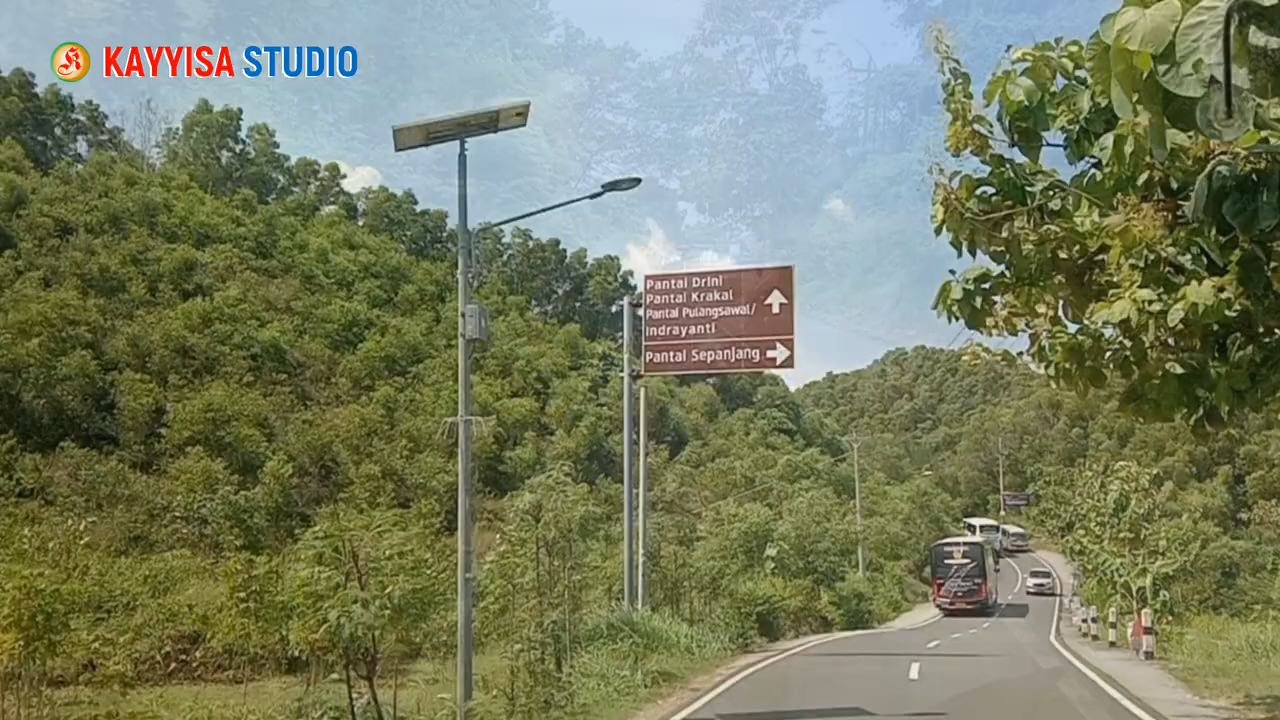 KAYYISA STUDIO
Pantai Drini
Pantai Krakal
Pantai Pulangsawal/
Indrayanti
Pantai Sepanjang